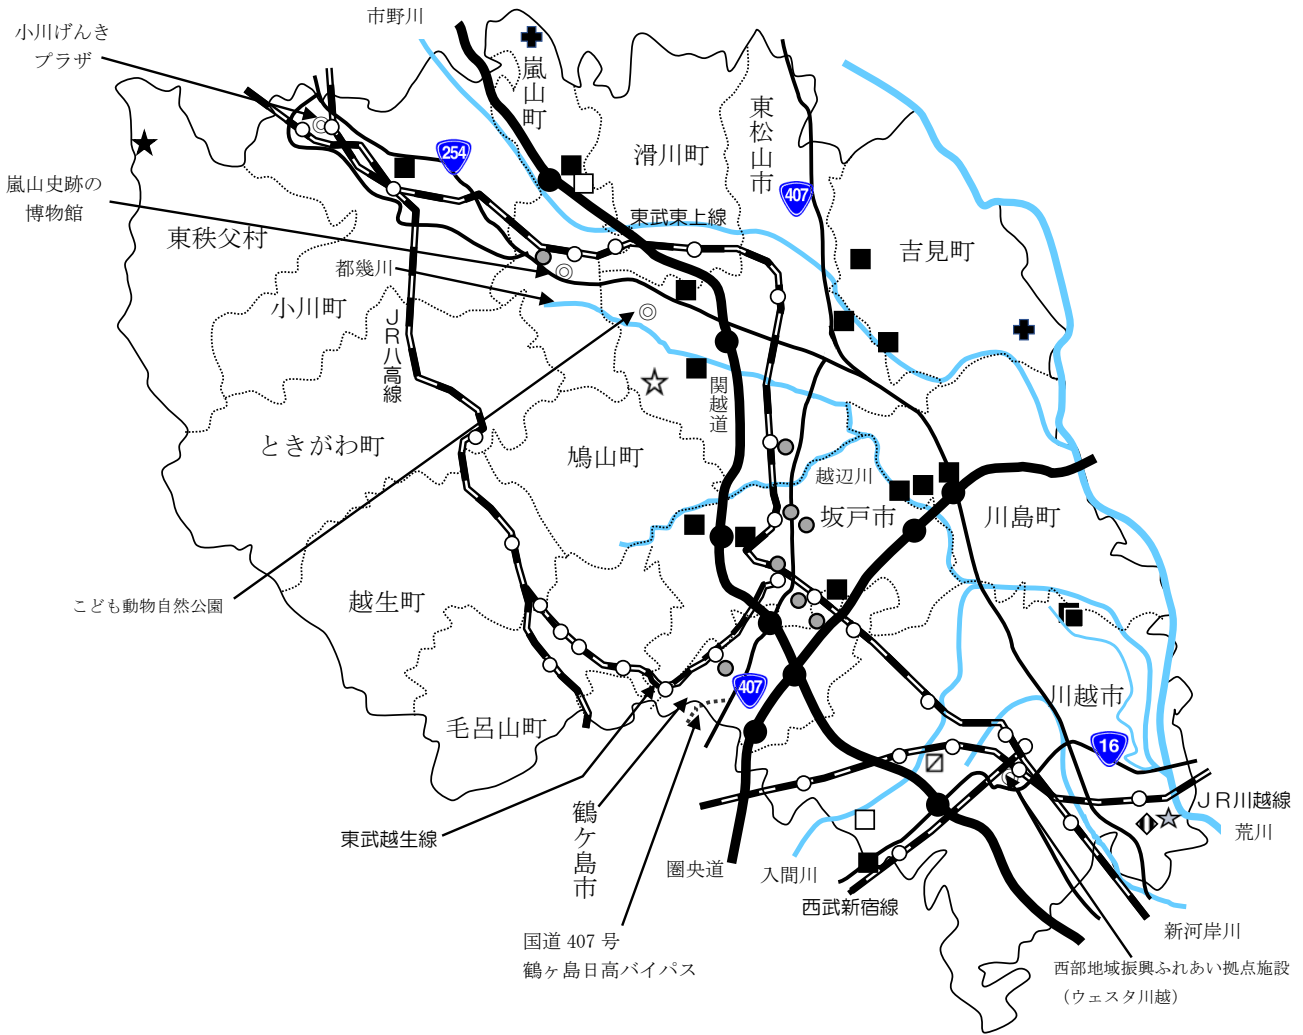 市野川
小川げんき
プラザ
嵐山町
東松山市
254
滑川町
407
嵐山史跡の
博物館
東武東上線
東秩父村
吉見町
都幾川
小川町
JR八高線
関越道
ときがわ町
鳩山町
越辺川
坂戸市
川島町
こども動物自然公園
越生町
407
川越市
毛呂山町
16
JR川越線
鶴ケ島市
荒川
東武越生線
圏央道
入間川
西武新宿線
国道 407 号
鶴ヶ島日高バイパス
新河岸川
西部地域振興ふれあい拠点施設
（ウェスタ川越）